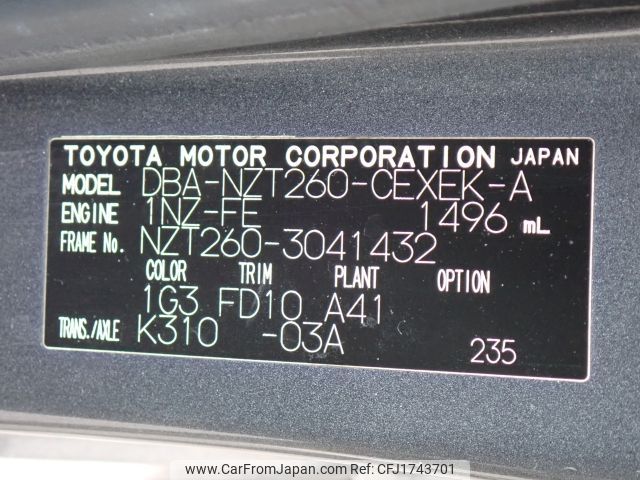 TOYOTA MOTOR CORPORATION JAPAN
MODEL DBA-NZT260-CEXEK-A
ENGINE 1NZ-FE 1496 mL
FRAME No. NZT260-3041432
COLOR TRIM PLANT OPTION
1G3 FD10 A41
TRANS./AXLE K310 -03A
235
© www.CarFromJapan.com - Ref-CFJ1743701